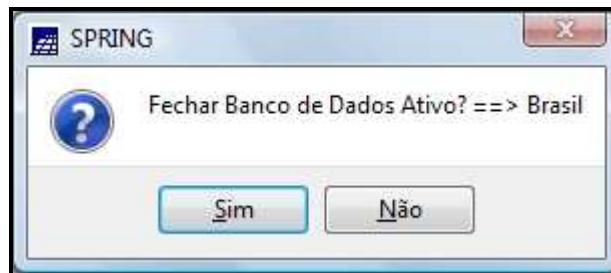 SPRING
Fechar Banco de Dados Ativo? ==> Brasil
Sim Não